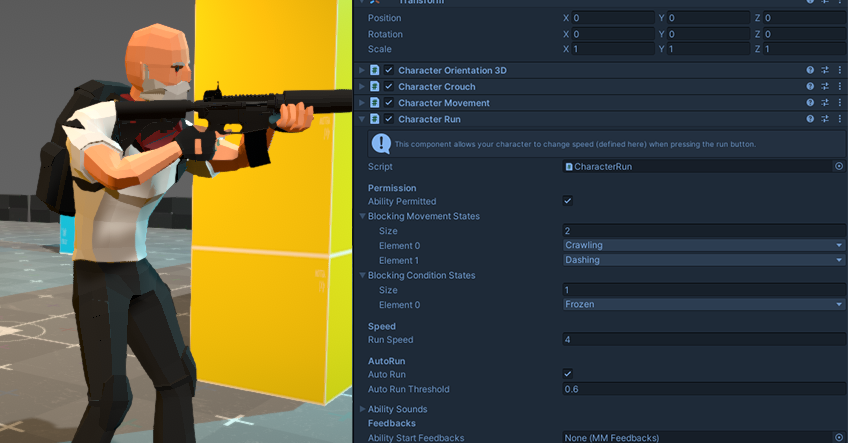 Transform
Position X 0 Y 0 Z 0
Rotation X 0 Y 0 Z 0
Scale X 1 Y 1 Z 1
Character Orientation 3D
Character Crouch
Character Movement
Character Run
This component allows your character to change speed (defined here) when pressing the run button.
Script CharacterRun
Permission
Ability Permitted
Blocking Movement States
Size 2
Element 0 Crawling
Element 1 Dashing
Blocking Condition States
Size 1
Element 0 Frozen
Speed
Run Speed 4
AutoRun
Auto Run
Auto Run Threshold 0.6
Ability Sounds
Feedbacks
Ability Start Feedbacks None (MM Feedbacks)